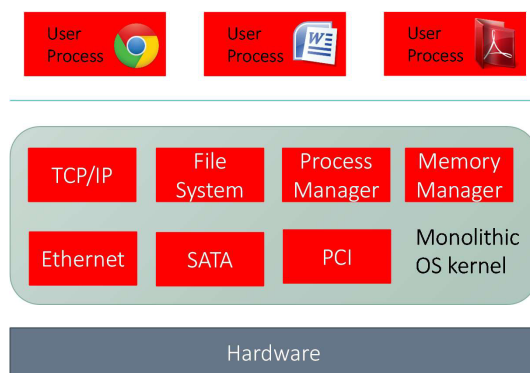 User
Process
User
Process
W
User
Process
TCP/IP
File
System
Process
Manager
Memory
Manager
Ethernet
SATA
PCI
Monolithic
OS kernel
Hardware